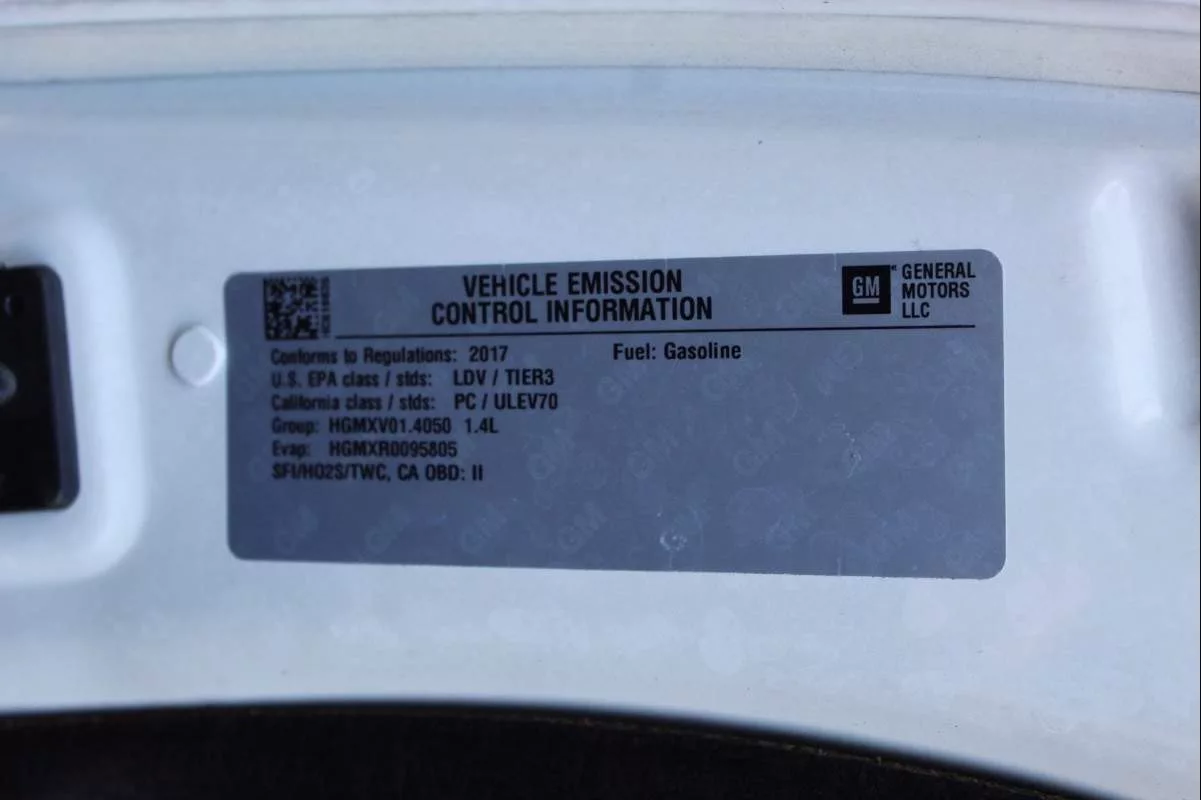 VEHICLE EMISSION
CONTROL INFORMATION
GM
GENERAL
MOTORS
LLC
Conforms to Regulations: 2017 Fuel: Gasoline
U.S. EPA class / stds: LDV / TIER3
California class / stds: PC / ULEV70
Group: HGMXV01.4050 1.4L
Evap: HGMXR0095805
SFI/HO2S/TWC, CA OBD: II